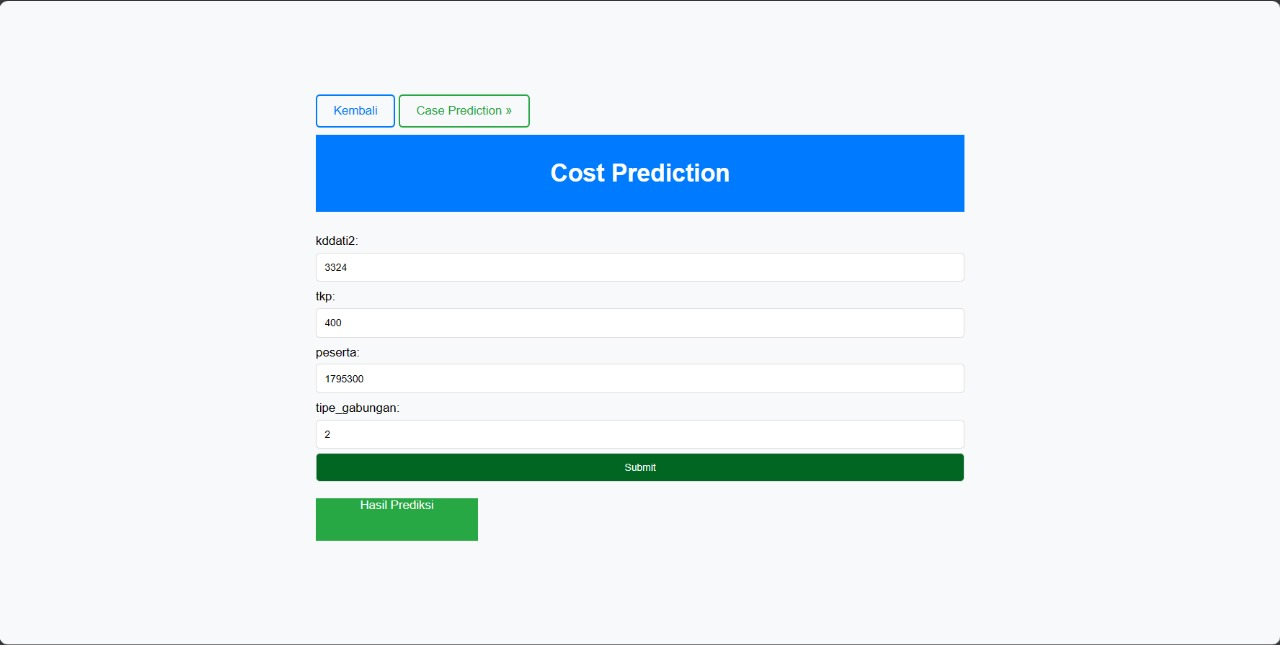 Kembali Case Prediction »
Cost Prediction
kddati2:
3324
tkp:
400
peserta:
1795300
tipe_gabungan:
2
Submit
Hasil Prediksi